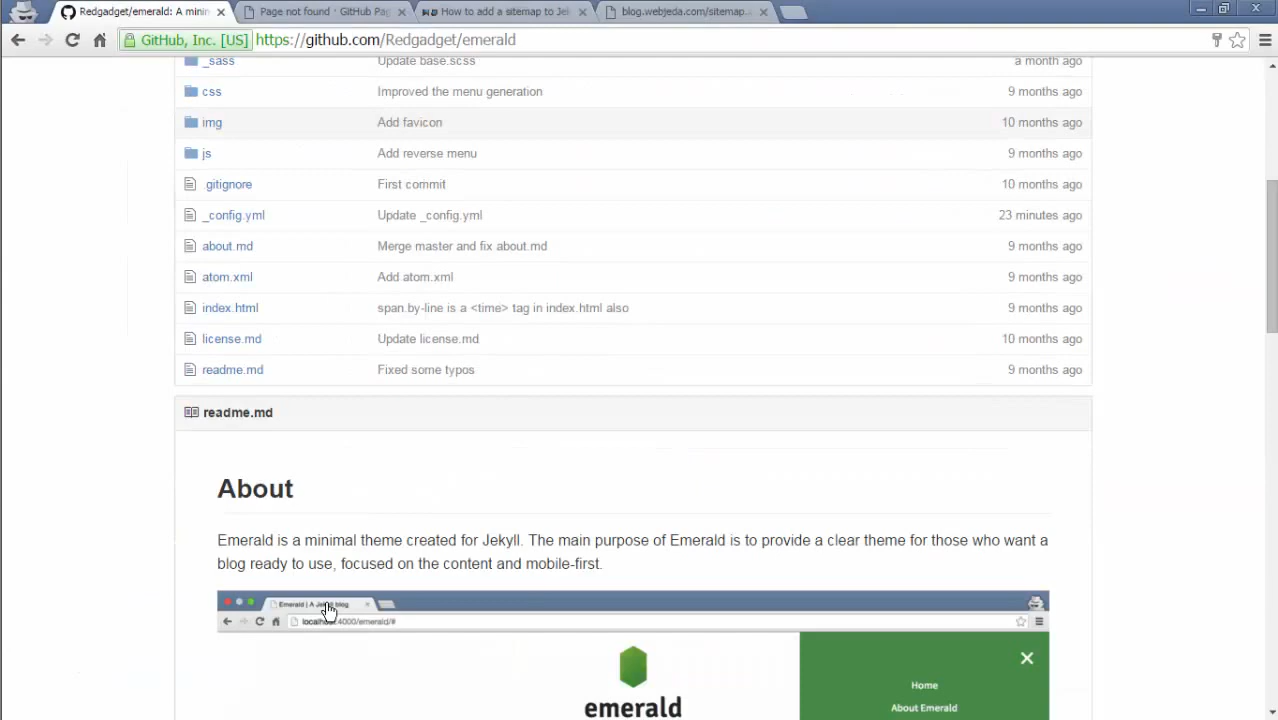 Redgadget/emerald: A mini
Page not found · GitHub Pag
How to add a sitemap to Jek
blog.webjeda.com/sitemap.
GitHub, Inc. [US] https://github.com/Redgadget/emerald
_sass Update base.scss a month ago
css Improved the menu generation 9 months ago
img Add favicon 10 months ago
js Add reverse menu 9 months ago
.gitignore First commit 10 months ago
_config.yml Update _config.yml 23 minutes ago
about.md Merge master and fix about.md 9 months ago
atom.xml Add atom.xml 9 months ago
index.html span.by-line is a <time> tag in index.html also 9 months ago
license.md Update license.md 10 months ago
readme.md Fixed some typos 9 months ago
readme.md
About
Emerald is a minimal theme created for Jekyll. The main purpose of Emerald is to provide a clear theme for those who want a
blog ready to use, focused on the content and mobile-first.
Emerald | A Jekyll blog
localhost:4000/emerald/#
emerald
Home
About Emerald